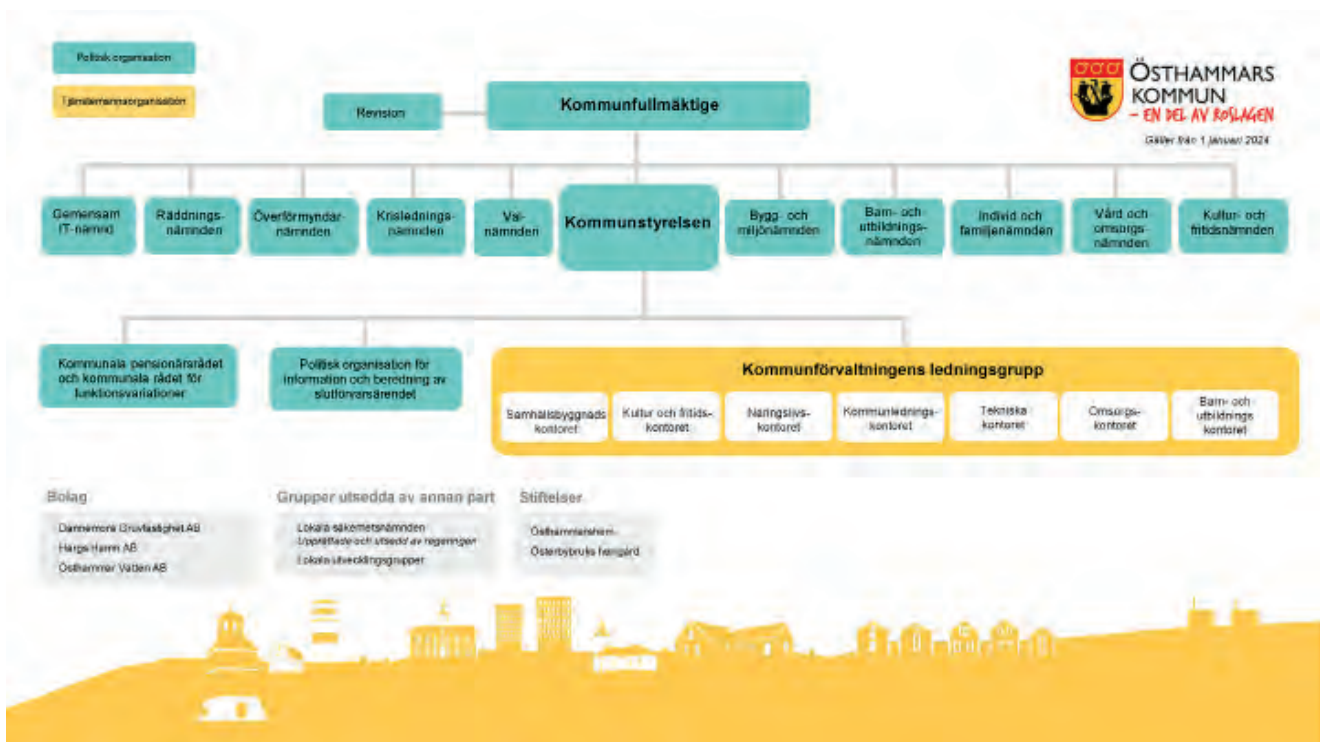 Politisk organisation
Tjänstemannaorganisation
ÖSTHAMMARS
KOMMUN
– EN DEL AV ROSLAGEN
Gäller från 1 januari 2024
Revision
Kommunfullmäktige
Gemensam
IT-nämnd
Räddnings-
nämnden
Överförmyndar-
nämnden
Krislednings-
nämnden
Val-
nämnden
Kommunstyrelsen
Bygg- och
miljönämnden
Barn- och
utbildnings-
nämnden
Individ och
familjenämnden
Vård och
omsorgs-
nämnden
Kultur- och
fritidsnämnden
Kommunala pensionärsrådet
och kommunala rådet för
funktionsvariationer
Politisk organisation för
information och beredning av
slutförvarsärendet
Kommunförvaltningens ledningsgrupp
Samhällsbyggnads
kontoret
Kultur och fritids-
kontoret
Näringslivs-
kontoret
Kommunlednings-
kontoret
Tekniska
kontoret
Omsorgs-
kontoret
Barn- och
utbildnings
kontoret
Bolag
Dannemora Gruvfastighet AB
Hargs Hamn AB
Östhammar Vatten AB
Grupper utsedda av annan part
Lokala säkerhetsnämnden
Upprättade och utsedd av regeringen
Lokala utvecklingsgrupper
Stiftelser
Östhammarshem
Österbybruks herrgård